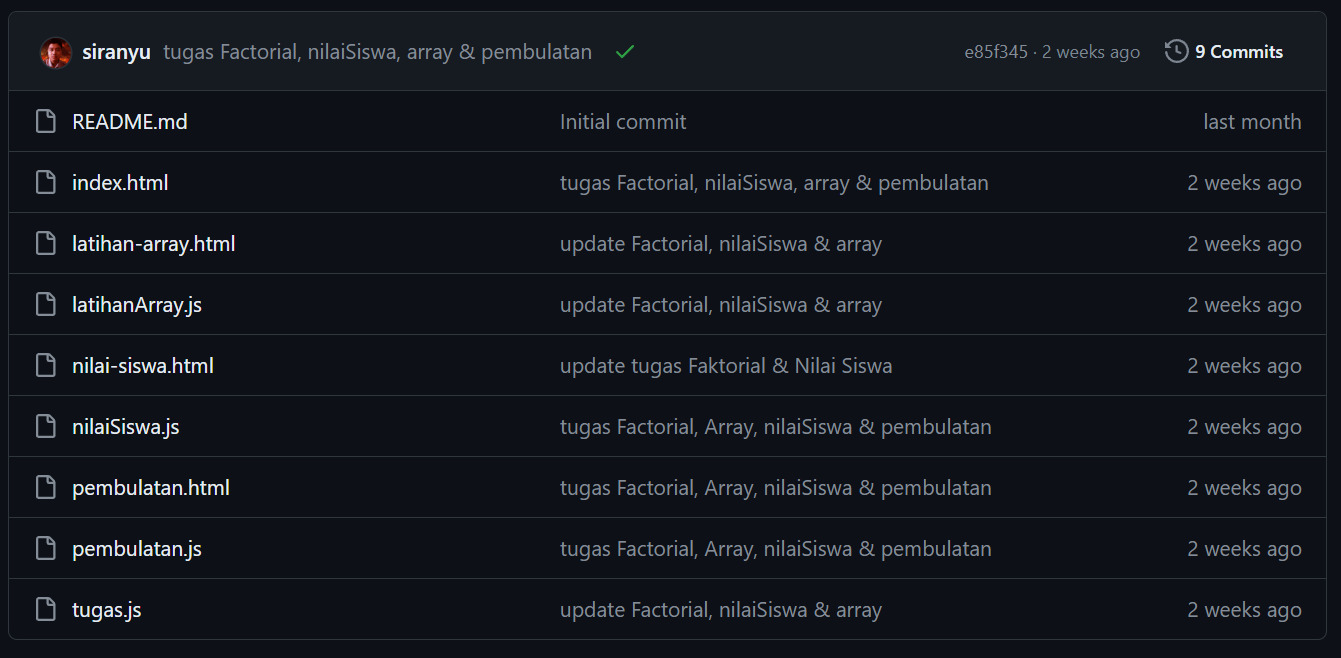 siranyu tugas Factorial, nilaiSiswa, array & pembulatan e85f345 · 2 weeks ago 9 Commits
README.md Initial commit last month
index.html tugas Factorial, nilaiSiswa, array & pembulatan 2 weeks ago
latihan-array.html update Factorial, nilaiSiswa & array 2 weeks ago
latihanArray.js update Factorial, nilaiSiswa & array 2 weeks ago
nilai-siswa.html update tugas Faktorial & Nilai Siswa 2 weeks ago
nilaiSiswa.js tugas Factorial, Array, nilaiSiswa & pembulatan 2 weeks ago
pembulatan.html tugas Factorial, Array, nilaiSiswa & pembulatan 2 weeks ago
pembulatan.js tugas Factorial, Array, nilaiSiswa & pembulatan 2 weeks ago
tugas.js update Factorial, nilaiSiswa & array 2 weeks ago